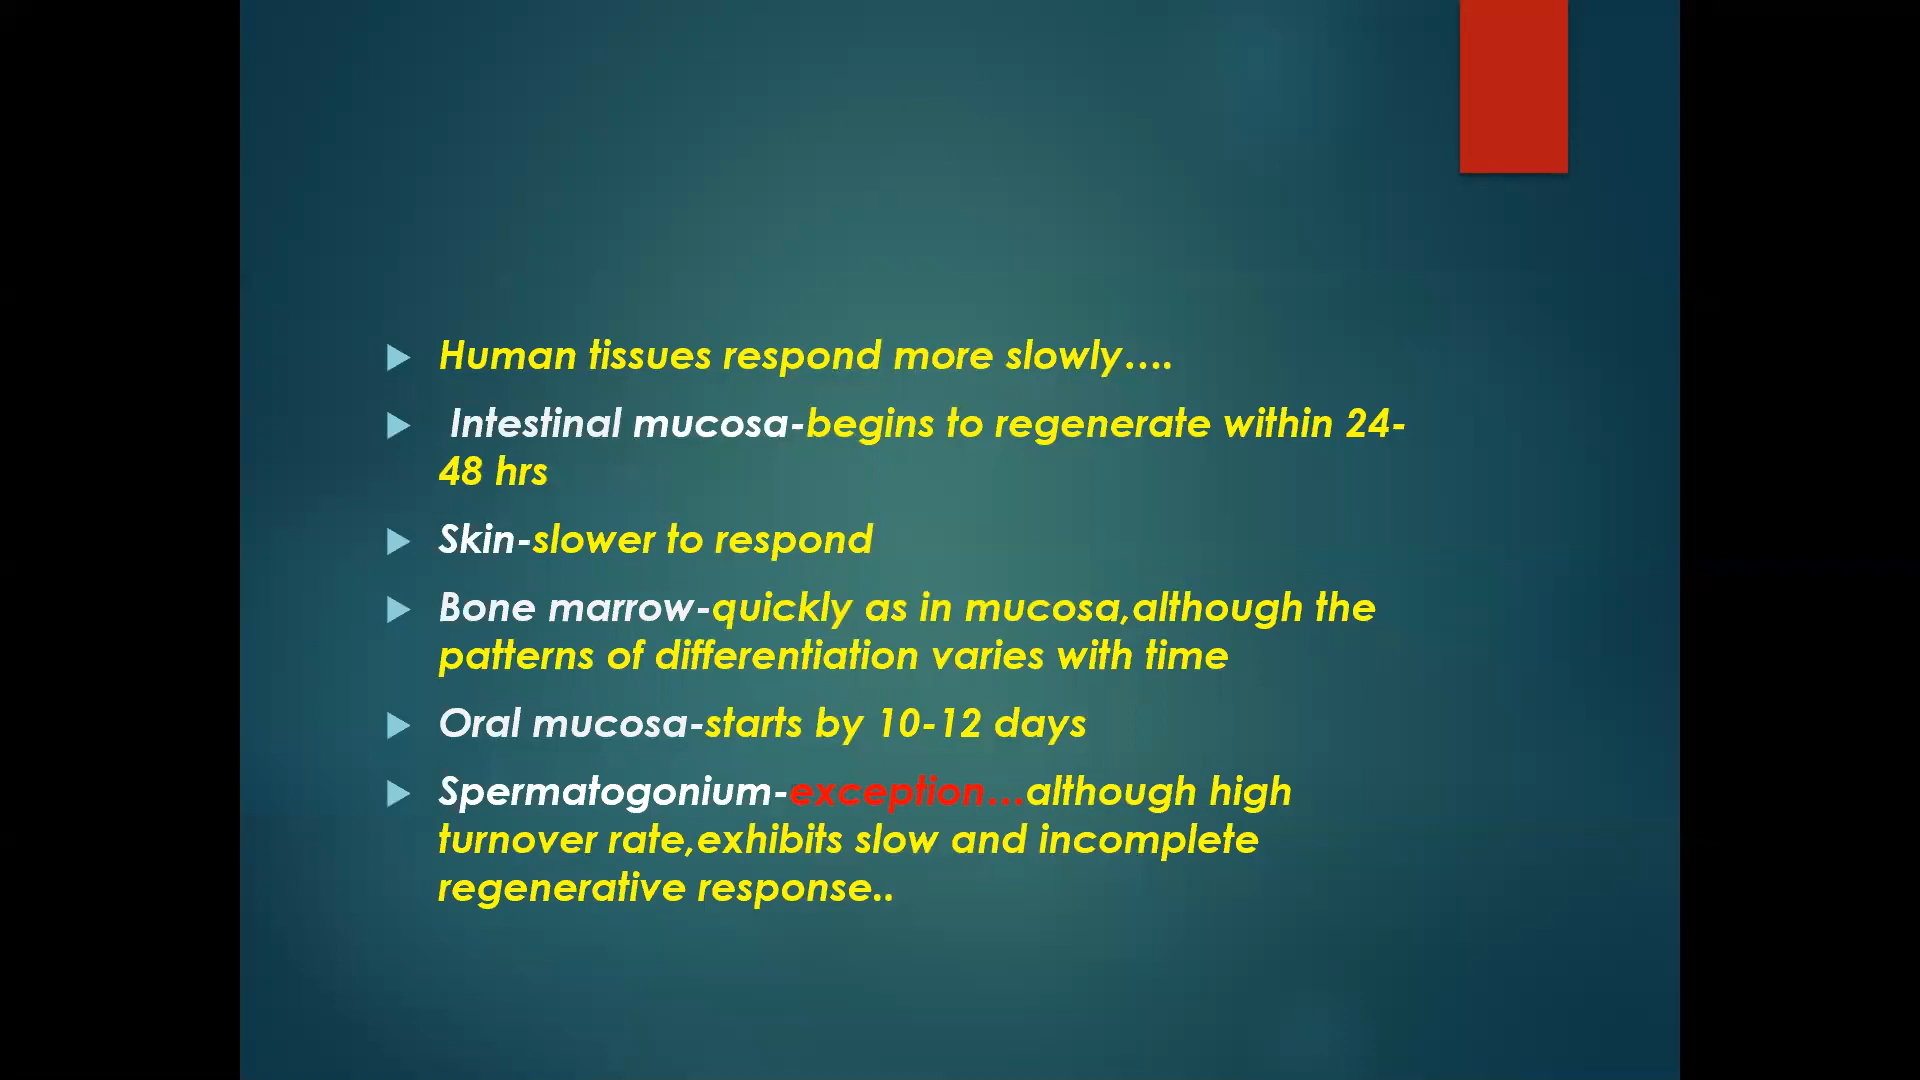 Human tissues respond more slowly....
Intestinal mucosa-begins to regenerate within 24-
48 hrs
Skin-slower to respond
Bone marrow-quickly as in mucosa,although the
patterns of differentiation varies with time
Oral mucosa-starts by 10-12 days
Spermatogonium-exception...although high
turnover rate,exhibits slow and incomplete
regenerative response..